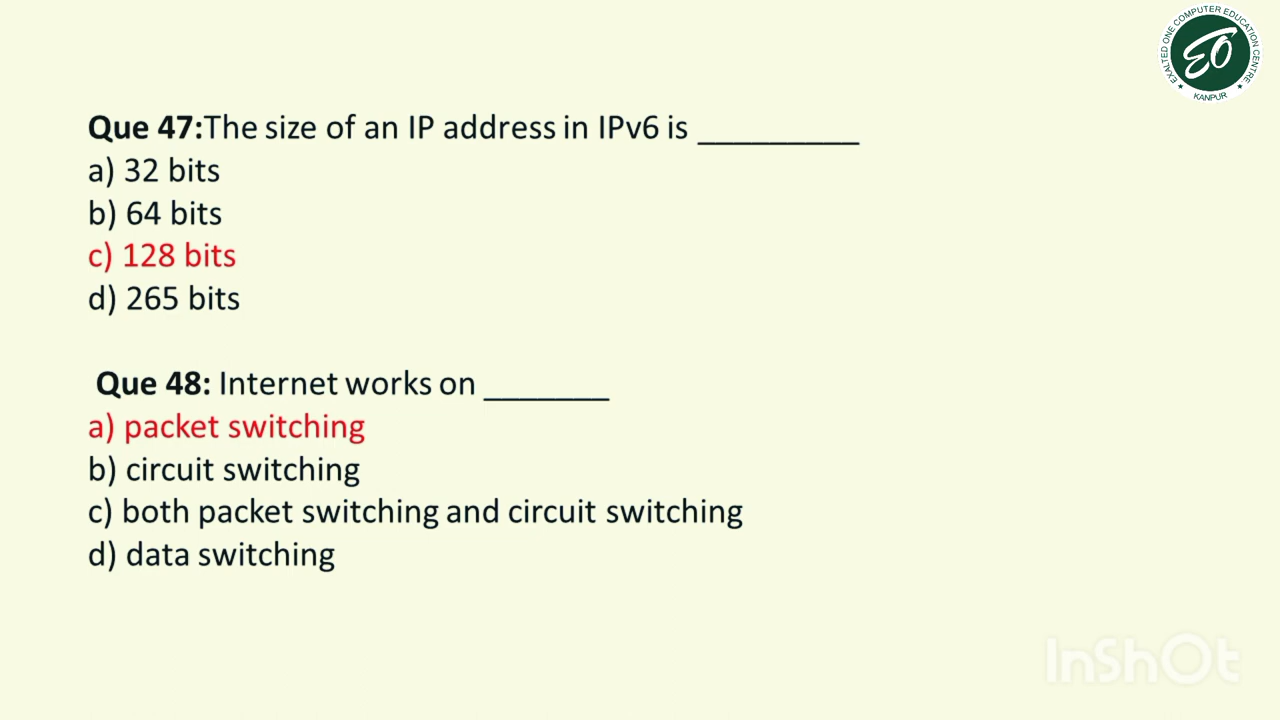 EXALTED ONE COMPUTER EDUCATION CENTRE
EO
★ KANPUR ★
Que 47:The size of an IP address in IPv6 is _________
a) 32 bits
b) 64 bits
c) 128 bits
d) 265 bits
Que 48: Internet works on _______
a) packet switching
b) circuit switching
c) both packet switching and circuit switching
d) data switching
InShOt